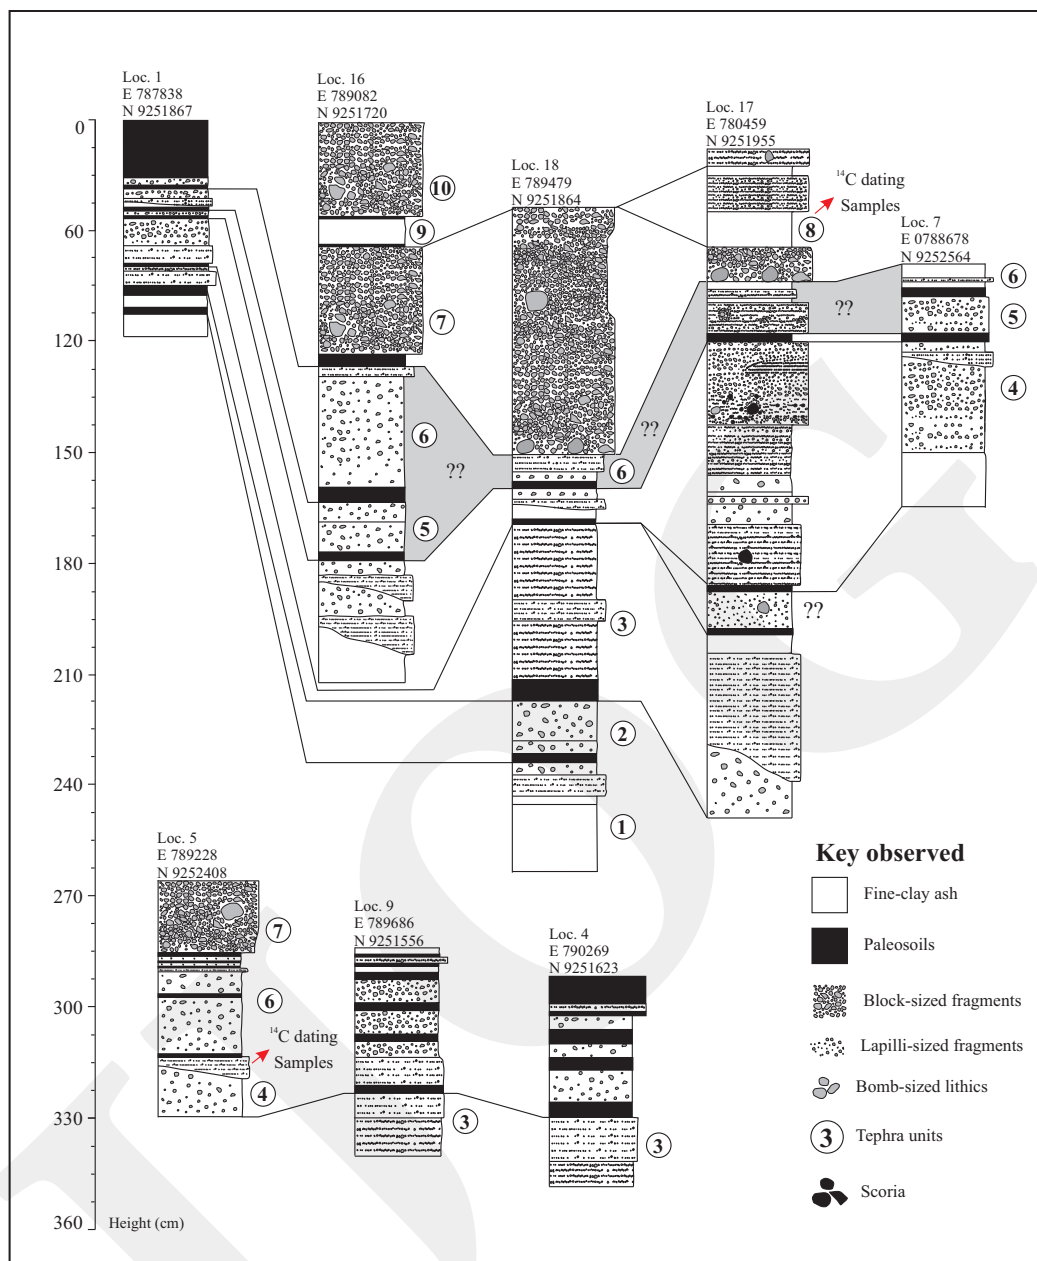 Loc. 1
E 787838
N 9251867
Loc. 16
E 789082
N 9251720
Loc. 18
E 789479
N 9251864
Loc. 17
E 780459
N 9251955
Loc. 7
E 0788678
N 9252564
0
60
120
150
180
210
240
270
300
330
360
Height (cm)
10
9
7
6
5
??
6
3
2
1
??
14C dating
Samples
8
??
??
6
5
4
Loc. 5
E 789228
N 9252408
7
6
14C dating
Samples
4
Loc. 9
E 789686
N 9251556
3
Loc. 4
E 790269
N 9251623
3
Key observed
Fine-clay ash
Paleosoils
Block-sized fragments
Lapilli-sized fragments
Bomb-sized lithics
3 Tephra units
Scoria
JOG